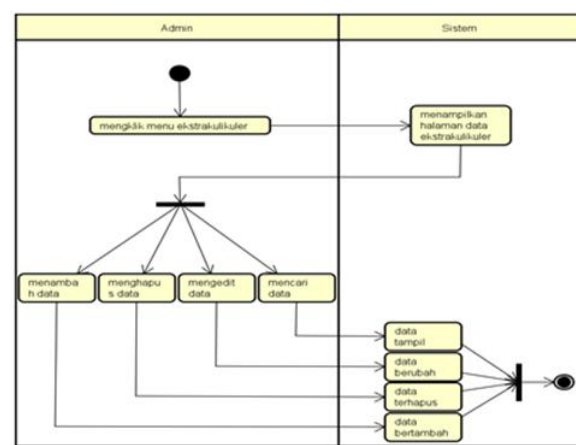 Admin
Sistem
mengklik menu ekstrakulikuler
menampilkan
halaman data
ekstrakulikuler
menamba
h data
menghapu
s data
mengedit
data
mencari
data
data
tampil
data
berubah
data
terhapus
data
bertambah